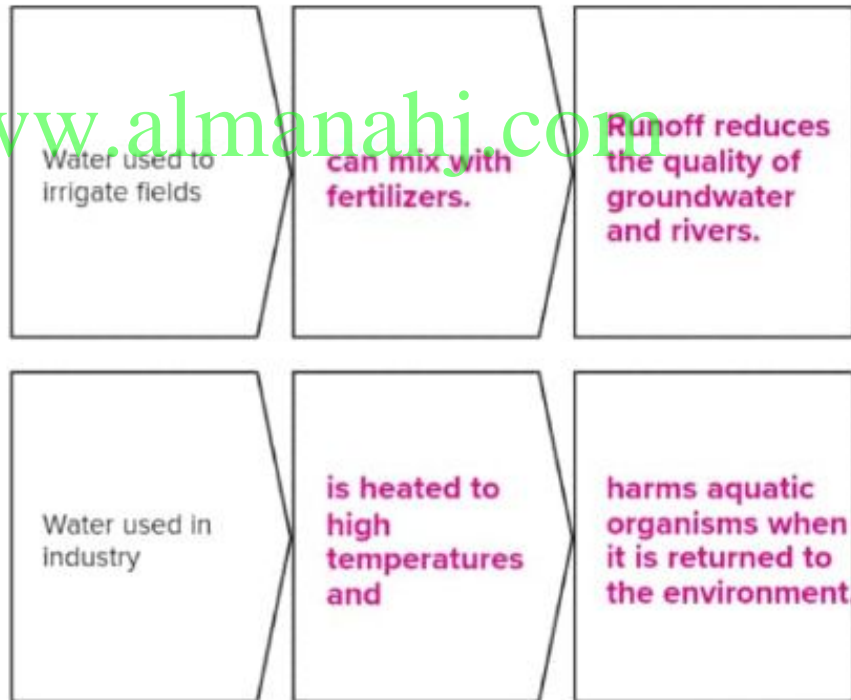 www.almanahj.com
Water used to
irrigate fields
can mix with
fertilizers.
Runoff reduces
the quality of
groundwater
and rivers.
Water used in
industry
is heated to
high
temperatures
and
harms aquatic
organisms when
it is returned to
the environment.